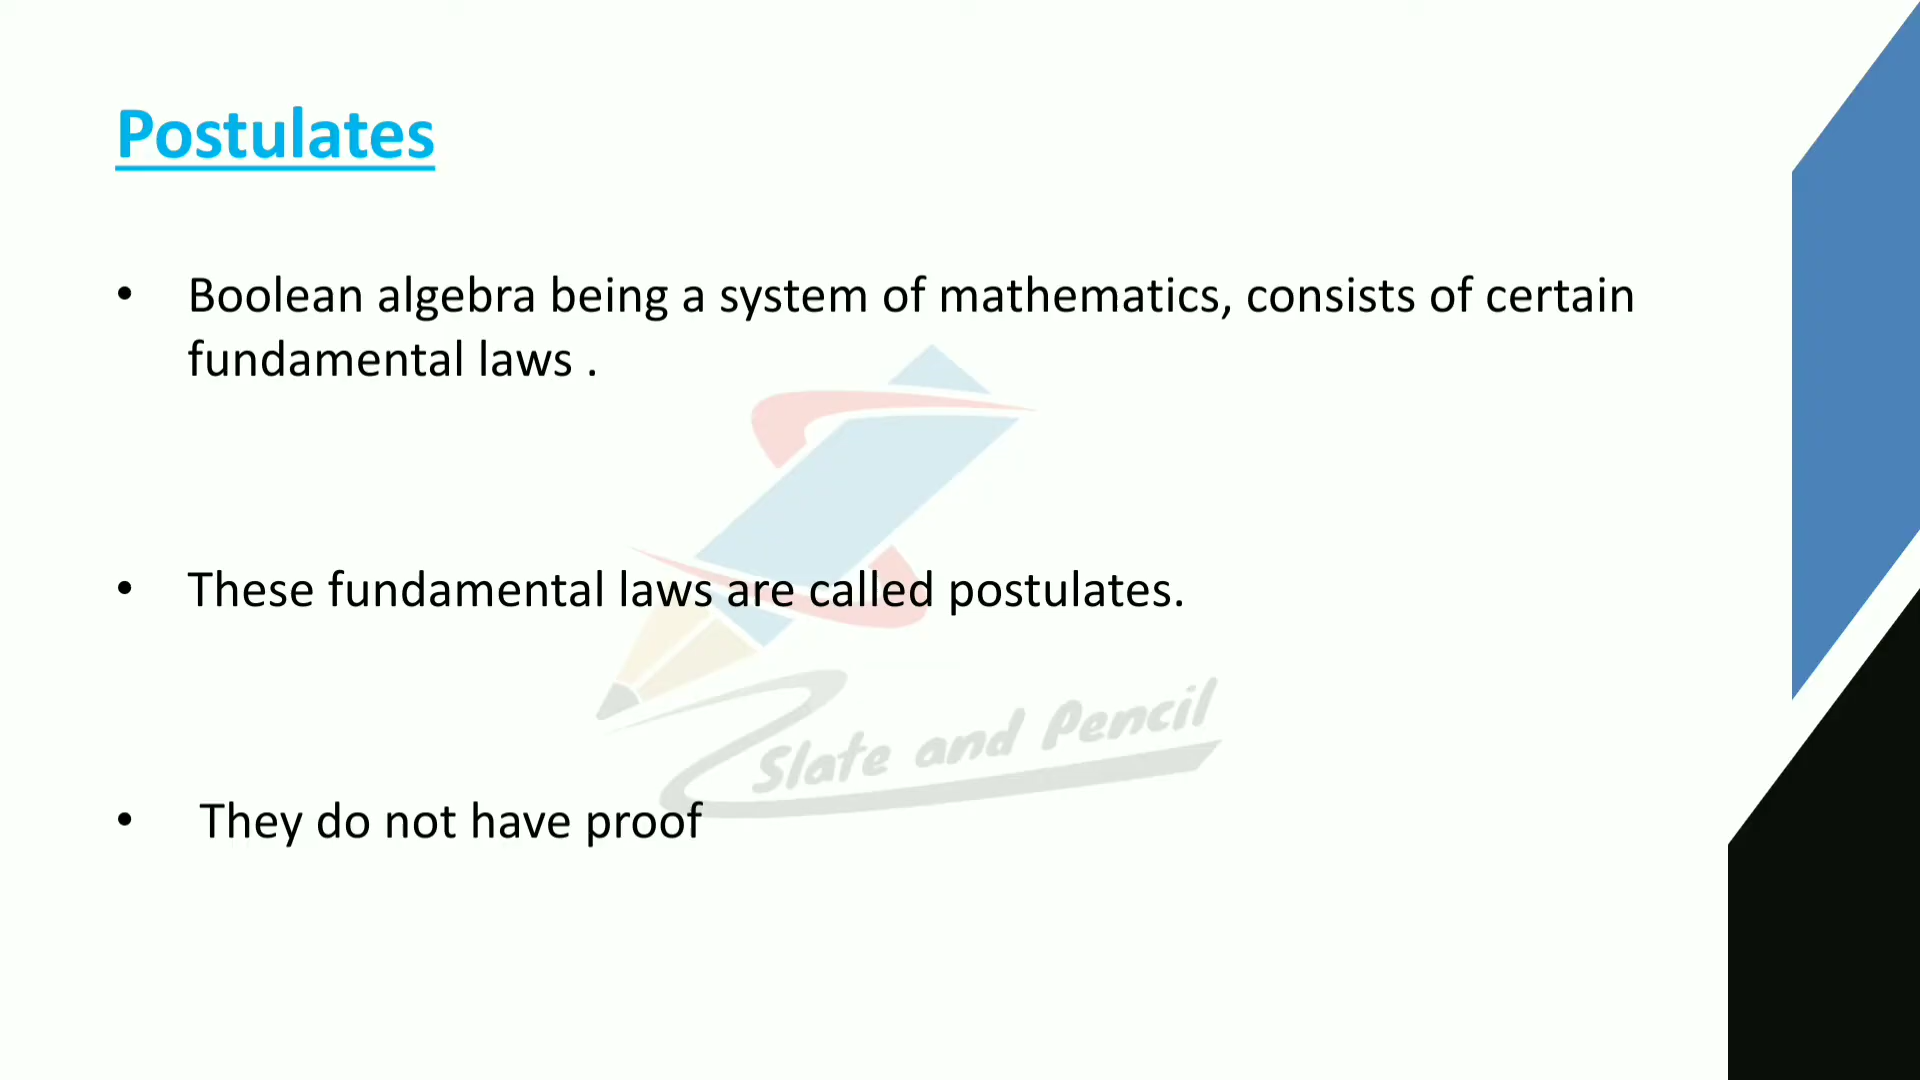 Postulates
• Boolean algebra being a system of mathematics, consists of certain
fundamental laws .
• These fundamental laws are called postulates.
• They do not have proof
Slate and Pencil